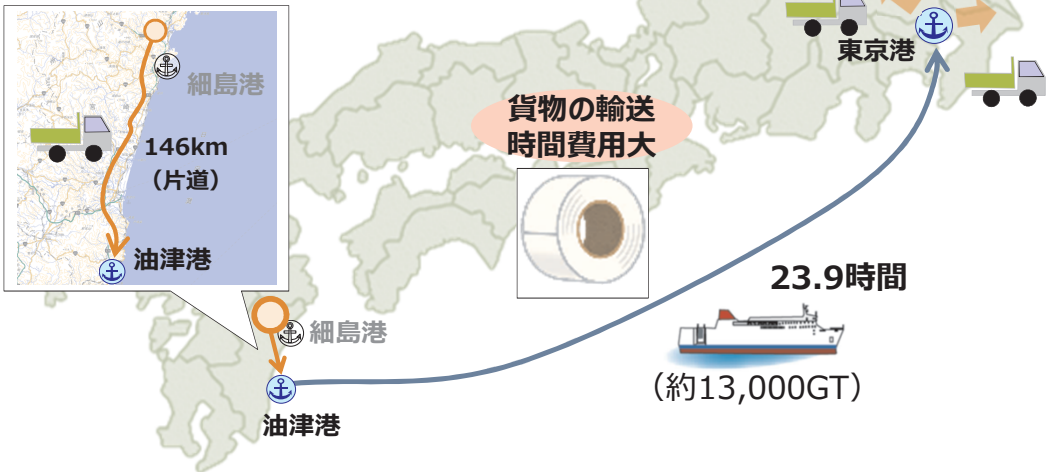 細島港
146km
（片道）
油津港
東京港
貨物の輸送
時間費用大
23.9時間
（約13,000GT）
細島港
油津港